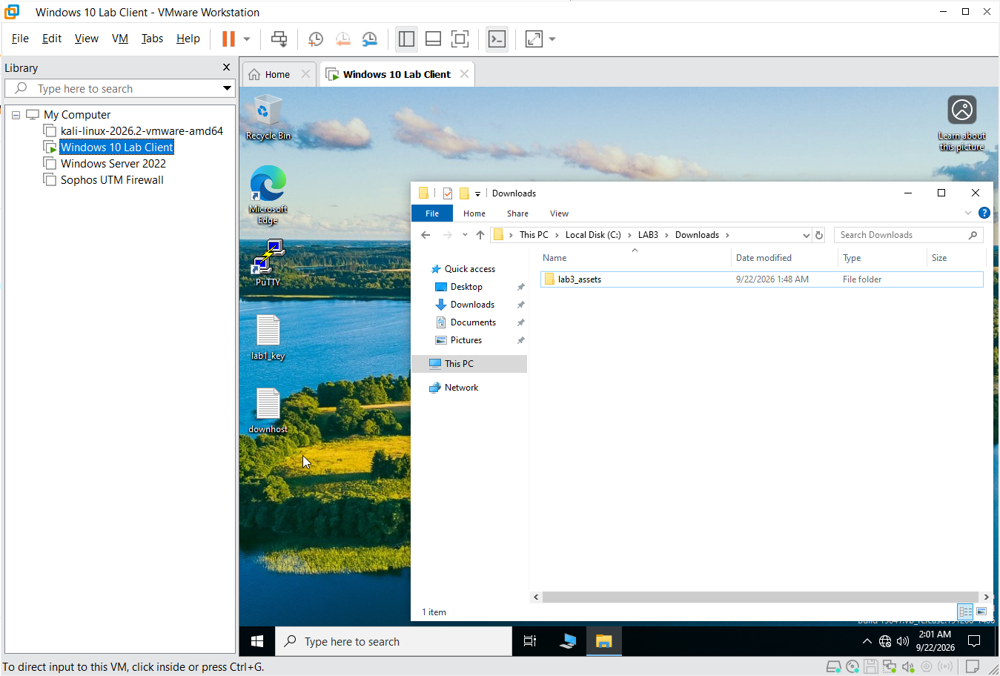 Windows 10 Lab Client - VMware Workstation
File Edit View VM Tabs Help
Library
Type here to search
My Computer
kali-linux-2026.2-vmware-amd64
Windows 10 Lab Client
Windows Server 2022
Sophos UTM Firewall
Home
Windows 10 Lab Client
Recycle Bin
Learn about
this picture
Microsoft
Edge
PuTTY
lab1_key
downhost
Downloads
File Home Share View
This PC > Local Disk (C:) > LAB3 > Downloads >
Search Downloads
Quick access
Desktop
Downloads
Documents
Pictures
This PC
Network
Name Date modified Type Size
lab3_assets 9/22/2026 1:48 AM File folder
1 item
Type here to search
2:01 AM
9/22/2026
To direct input to this VM, click inside or press Ctrl+G.